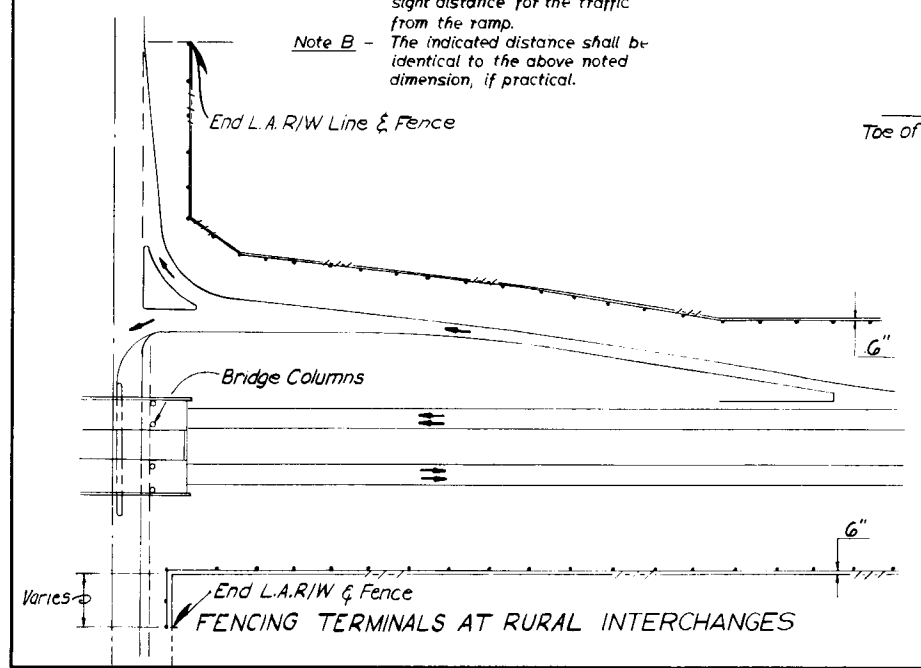 sight distance for the traffic
from the ramp.
Note B - The indicated distance shall be
identical to the above noted
dimension, if practical.
End L.A. R/W Line & Fence
Toe of
6"
Bridge Columns
6"
Varies
End L.A.R/W & Fence
FENCING TERMINALS AT RURAL INTERCHANGES